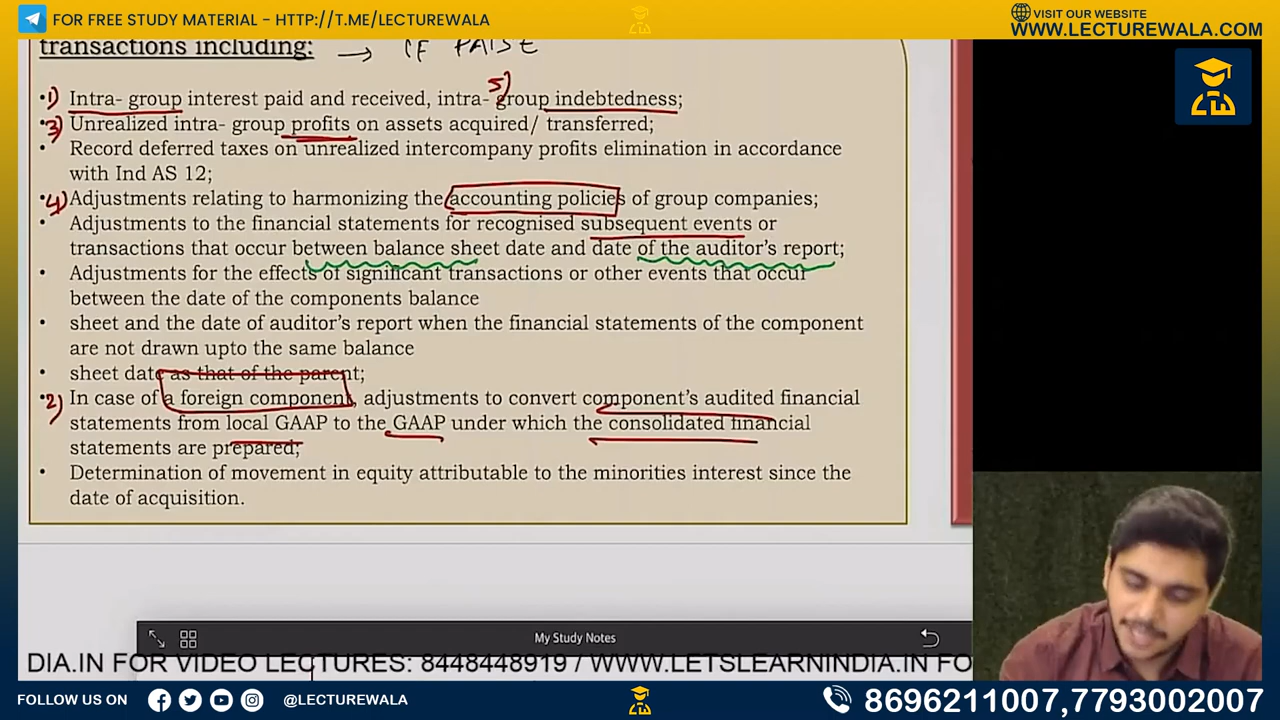 FOR FREE STUDY MATERIAL - HTTP://T.ME/LECTUREWALA
VISIT OUR WEBSITE
WWW.LECTUREWALA.COM
transactions including: → IF PAISE
1) Intra- group interest paid and received, intra- group indebtedness;
5)
3) Unrealized intra- group profits on assets acquired/ transferred;
• Record deferred taxes on unrealized intercompany profits elimination in accordance
with Ind AS 12;
4) Adjustments relating to harmonizing the accounting policies of group companies;
• Adjustments to the financial statements for recognised subsequent events or
transactions that occur between balance sheet date and date of the auditor's report;
• Adjustments for the effects of significant transactions or other events that occur
between the date of the components balance
• sheet and the date of auditor's report when the financial statements of the component
are not drawn upto the same balance
• sheet date as that of the parent;
2) In case of a foreign component, adjustments to convert component's audited financial
statements from local GAAP to the GAAP under which the consolidated financial
statements are prepared;
• Determination of movement in equity attributable to the minorities interest since the
date of acquisition.
My Study Notes
DIA.IN FOR VIDEO LECTURES: 8448448919 / WWW.LETSLEARNINDIA.IN FO
FOLLOW US ON @LECTUREWALA 8696211007,7793002007